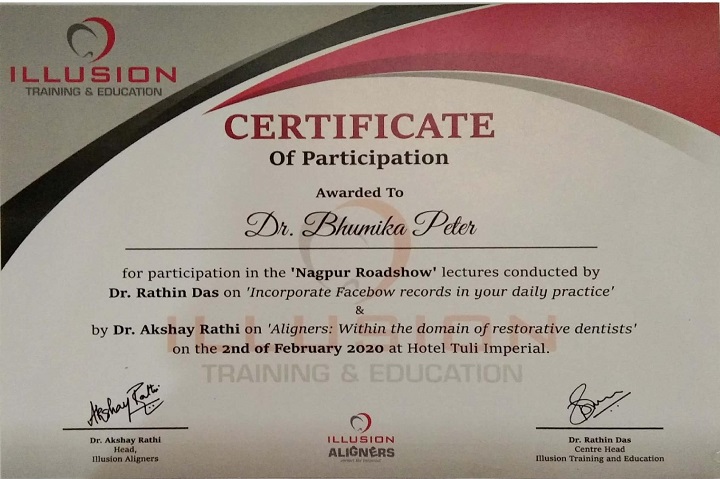 ILLUSION
TRAINING & EDUCATION
CERTIFICATE
Of Participation
Awarded To
Dr. Bhumika Peter
for participation in the 'Nagpur Roadshow' lectures conducted by
Dr. Rathin Das on 'Incorporate Facebow records in your daily practice'
&
by Dr. Akshay Rathi on 'Aligners: Within the domain of restorative dentists'
on the 2nd of February 2020 at Hotel Tuli Imperial.
ILLUSION
TRAINING & EDUCATION
Akshay Rathi
Dr. Akshay Rathi
Head,
Illusion Aligners
ILLUSION
ALIGNERS
Dr. Rathin Das
Centre Head
Illusion Training and Education